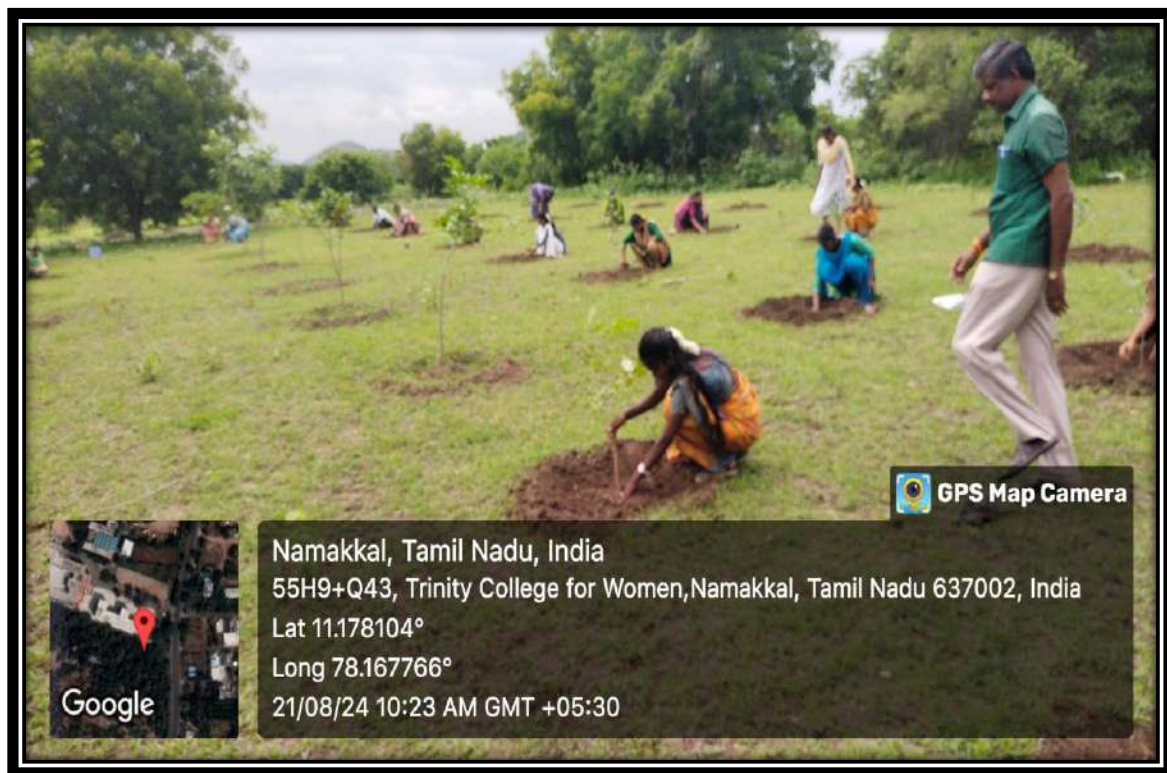 GPS Map Camera
Namakkal, Tamil Nadu, India
55H9+Q43, Trinity College for Women,Namakkal, Tamil Nadu 637002, India
Lat 11.178104°
Long 78.167766°
21/08/24 10:23 AM GMT +05:30
Google